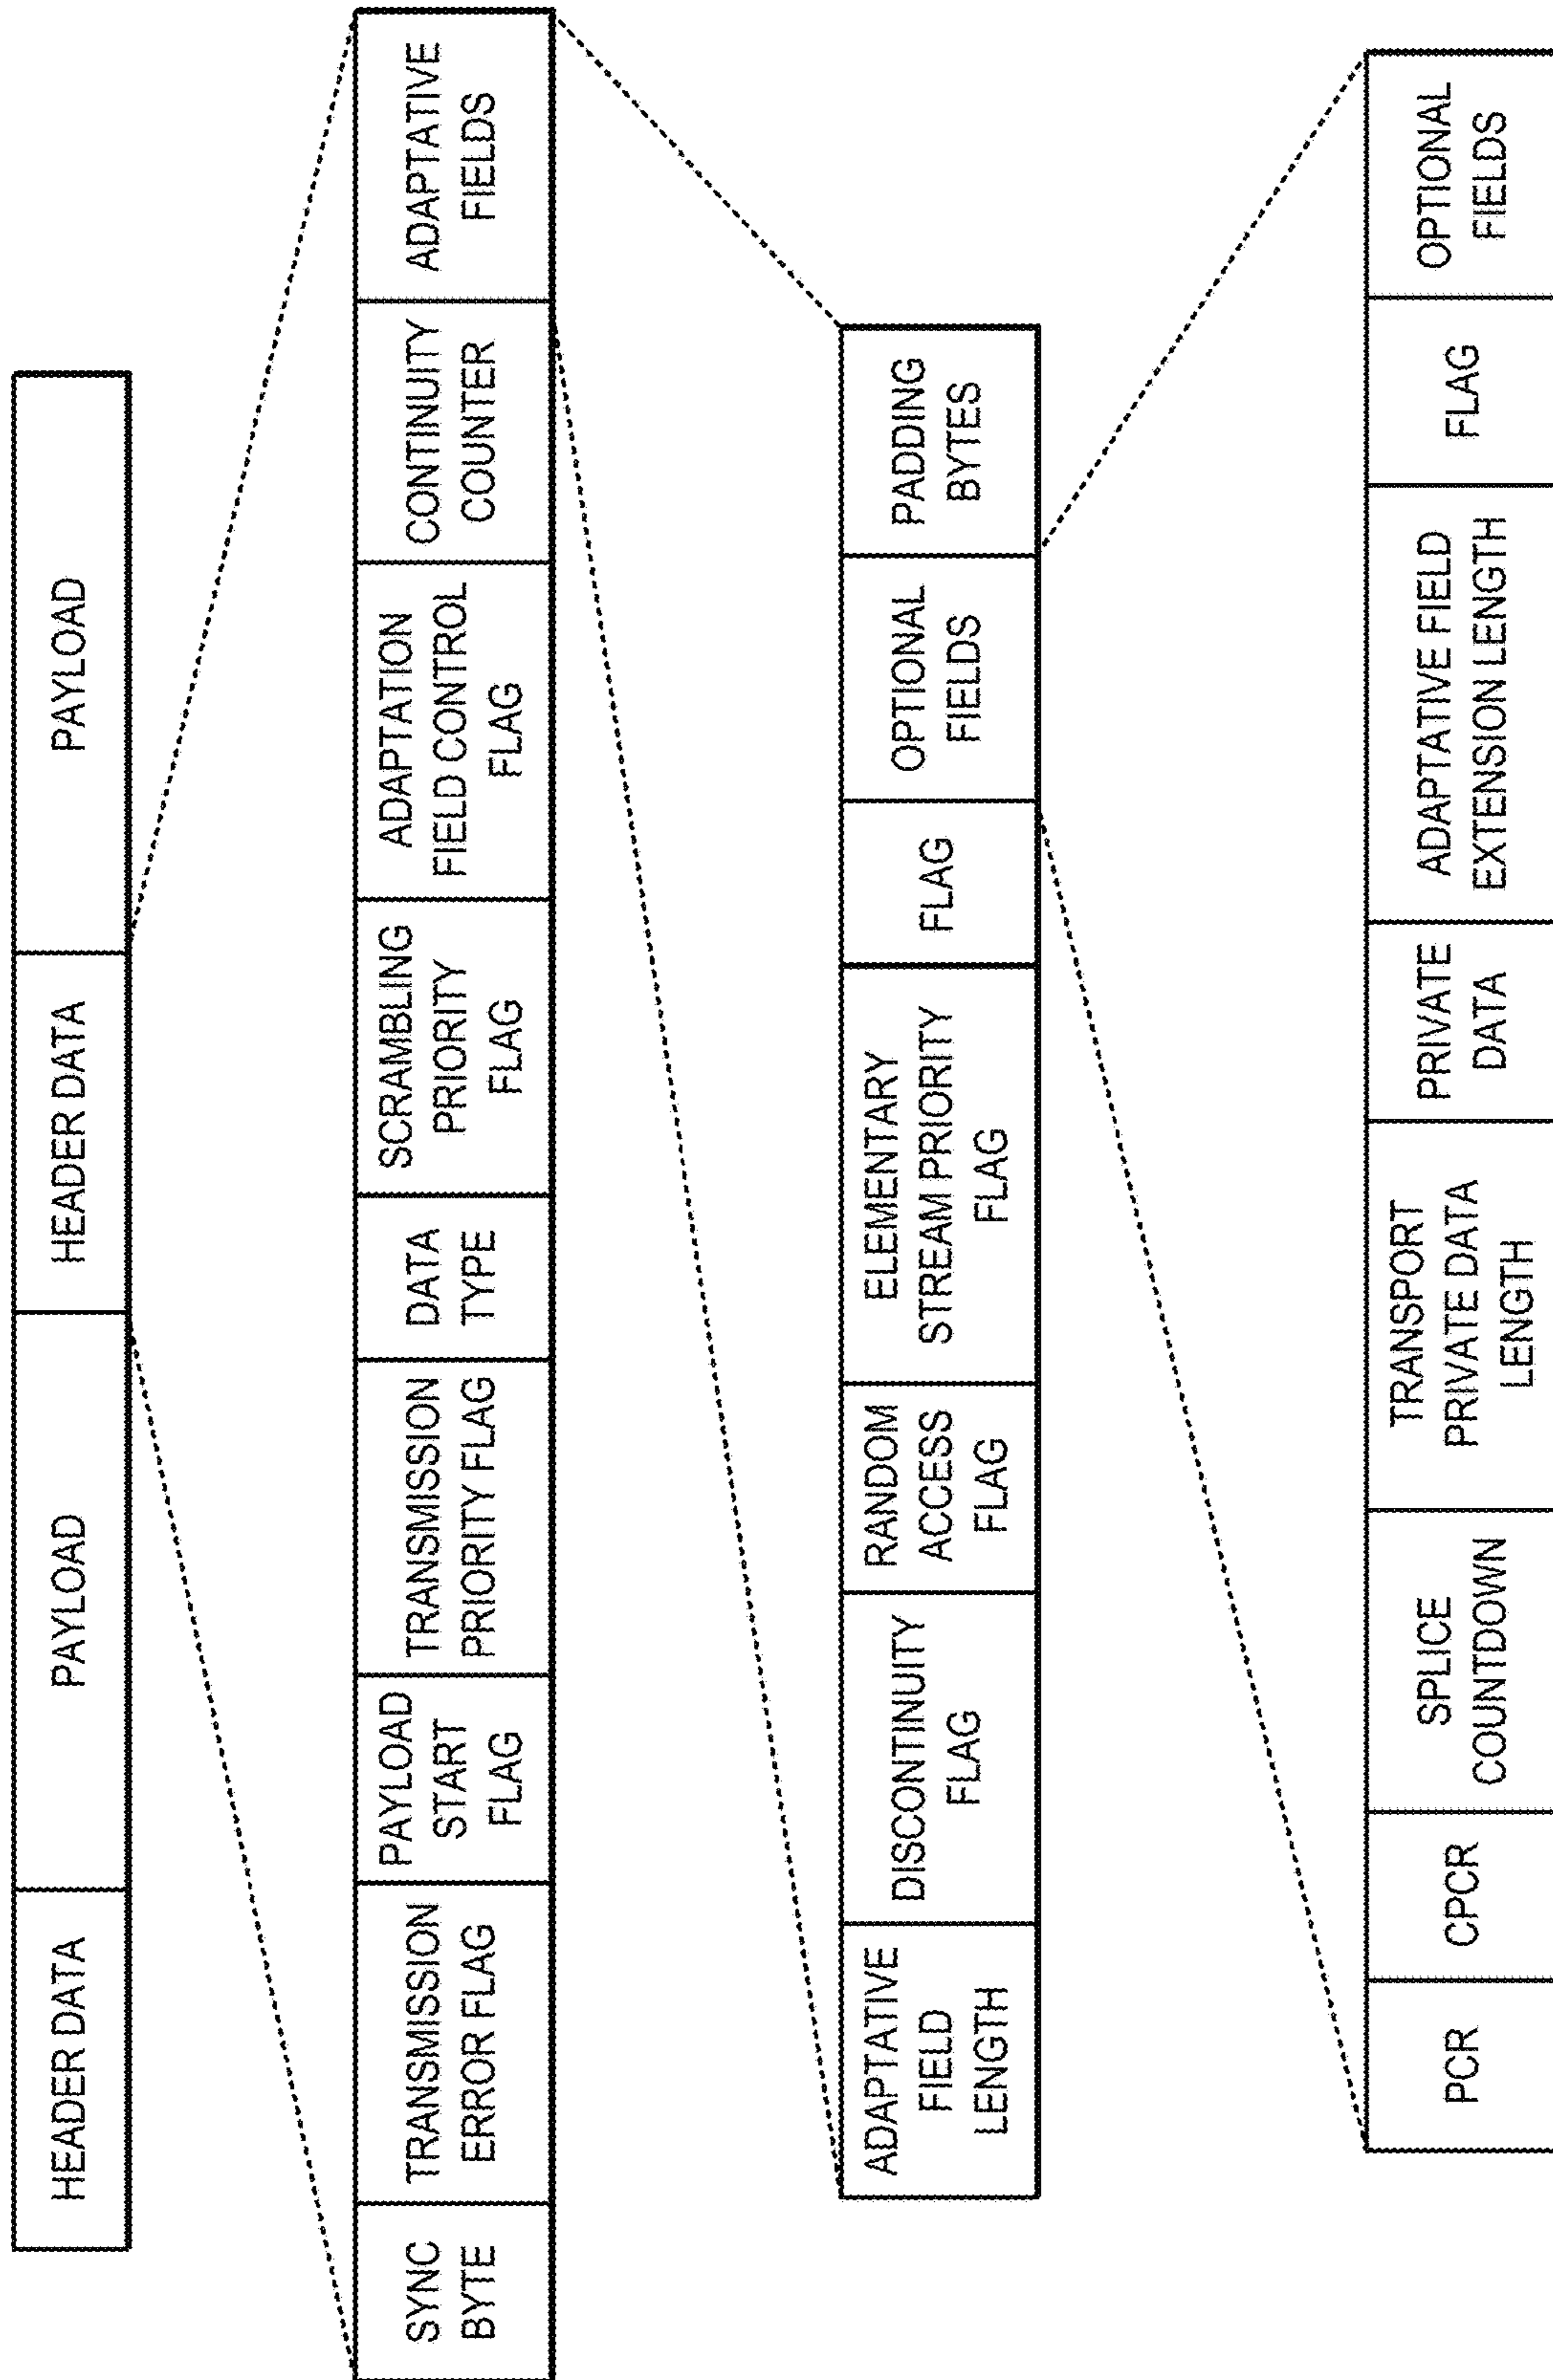 HEADER DATA
PAYLOAD
HEADER DATA
PAYLOAD
SYNC
BYTE
TRANSMISSION
ERROR FLAG
PAYLOAD
START
FLAG
TRANSMISSION
PRIORITY FLAG
DATA
TYPE
SCRAMBLING
PRIORITY
FLAG
ADAPTATION
FIELD CONTROL
FLAG
CONTINUITY
COUNTER
ADAPTATIVE
FIELDS
ADAPTATIVE
FIELD
LENGTH
DISCONTINUITY
FLAG
RANDOM
ACCESS
FLAG
ELEMENTARY
STREAM PRIORITY
FLAG
FLAG
OPTIONAL
FIELDS
PADDING
BYTES
PCR
CPCR
SPLICE
COUNTDOWN
TRANSPORT
PRIVATE DATA
LENGTH
PRIVATE
DATA
ADAPTATIVE FIELD
EXTENSION LENGTH
FLAG
OPTIONAL
FIELDS